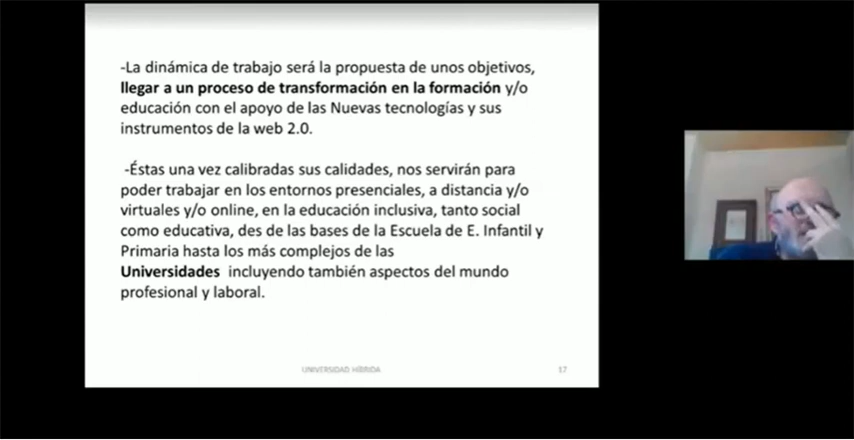 -La dinámica de trabajo será la propuesta de unos objetivos,
llegar a un proceso de transformación en la formación y/o
educación con el apoyo de las Nuevas tecnologías y sus
instrumentos de la web 2.0.
-Éstas una vez calibradas sus calidades, nos servirán para
poder trabajar en los entornos presenciales, a distancia y/o
virtuales y/o online, en la educación inclusiva, tanto social
como educativa, des de las bases de la Escuela de E. Infantil y
Primaria hasta los más complejos de las
Universidades incluyendo también aspectos del mundo
profesional y laboral.
UNIVERSIDAD HÍBRIDA
17